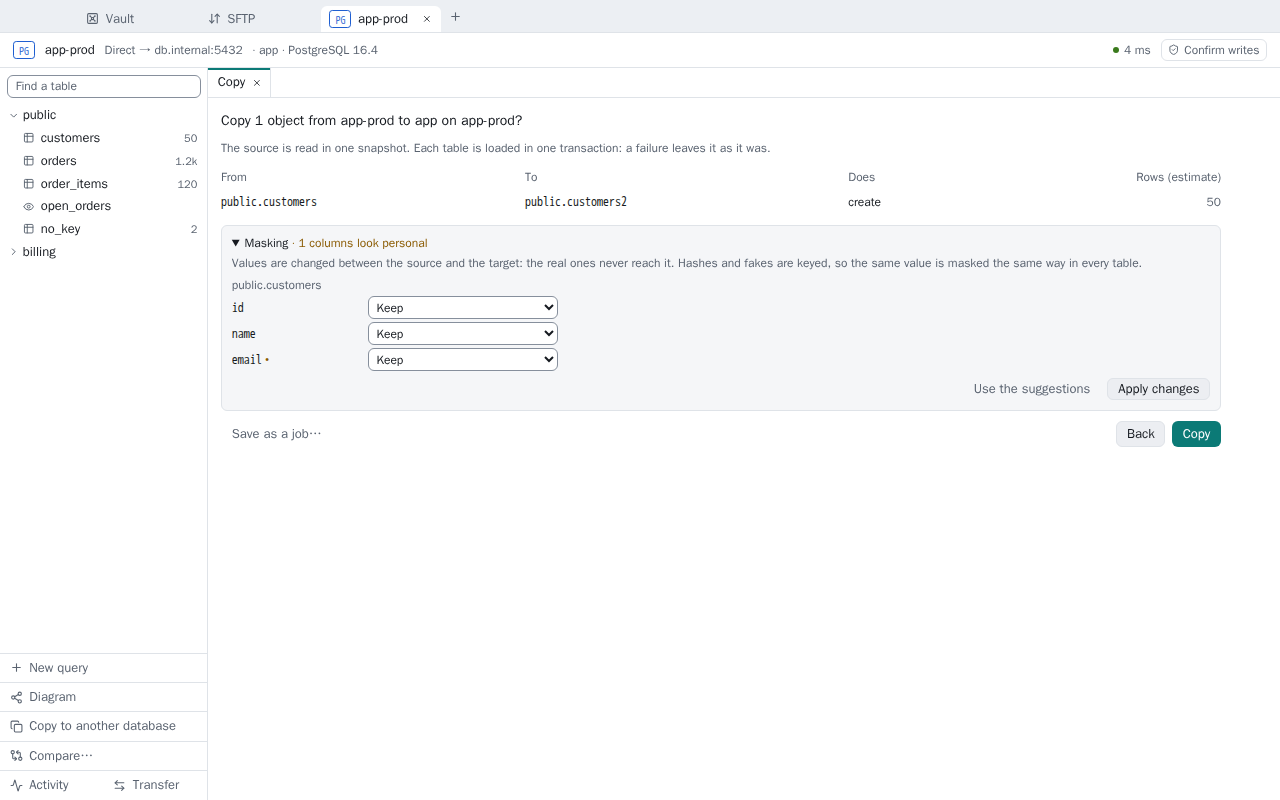 Vault
SFTP
PG app-prod
PG app-prod Direct → db.internal:5432 · app · PostgreSQL 16.4
4 ms
Confirm writes
Find a table
public
customers 50
orders 1.2k
order_items 120
open_orders
no_key 2
billing
New query
Diagram
Copy to another database
Compare···
Activity
Transfer
Copy
Copy 1 object from app-prod to app on app-prod?
The source is read in one snapshot. Each table is loaded in one transaction: a failure leaves it as it was.
From To Does Rows (estimate)
public.customers public.customers2 create 50
Masking · 1 columns look personal
Values are changed between the source and the target: the real ones never reach it. Hashes and fakes are keyed, so the same value is masked the same way in every table.
public.customers
id Keep
name Keep
email • Keep
Use the suggestions
Apply changes
Save as a job···
Back
Copy